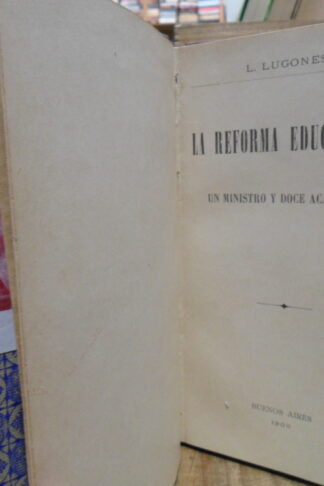 L. LUGONES
LA REFORMA EDUC
UN MINISTRO Y DOCE AC
BUENOS AIRES